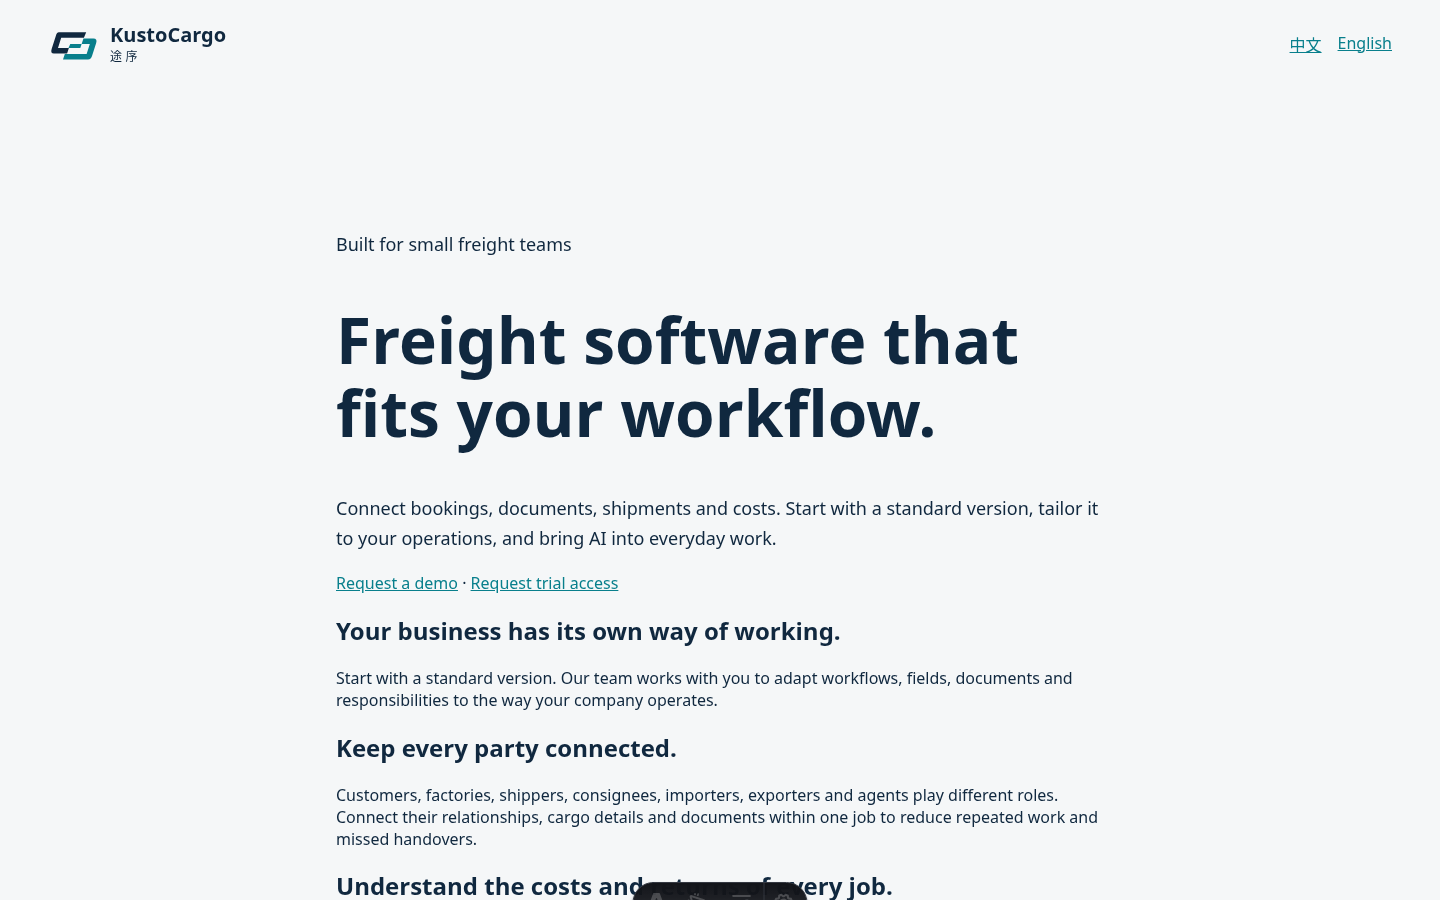 KustoCargo
途序
中文 English
Built for small freight teams
Freight software that
fits your workflow.
Connect bookings, documents, shipments and costs. Start with a standard version, tailor it
to your operations, and bring AI into everyday work.
Request a demo · Request trial access
Your business has its own way of working.
Start with a standard version. Our team works with you to adapt workflows, fields, documents and
responsibilities to the way your company operates.
Keep every party connected.
Customers, factories, shippers, consignees, importers, exporters and agents play different roles.
Connect their relationships, cargo details and documents within one job to reduce repeated work and
missed handovers.
Understand the costs and returns of every job.